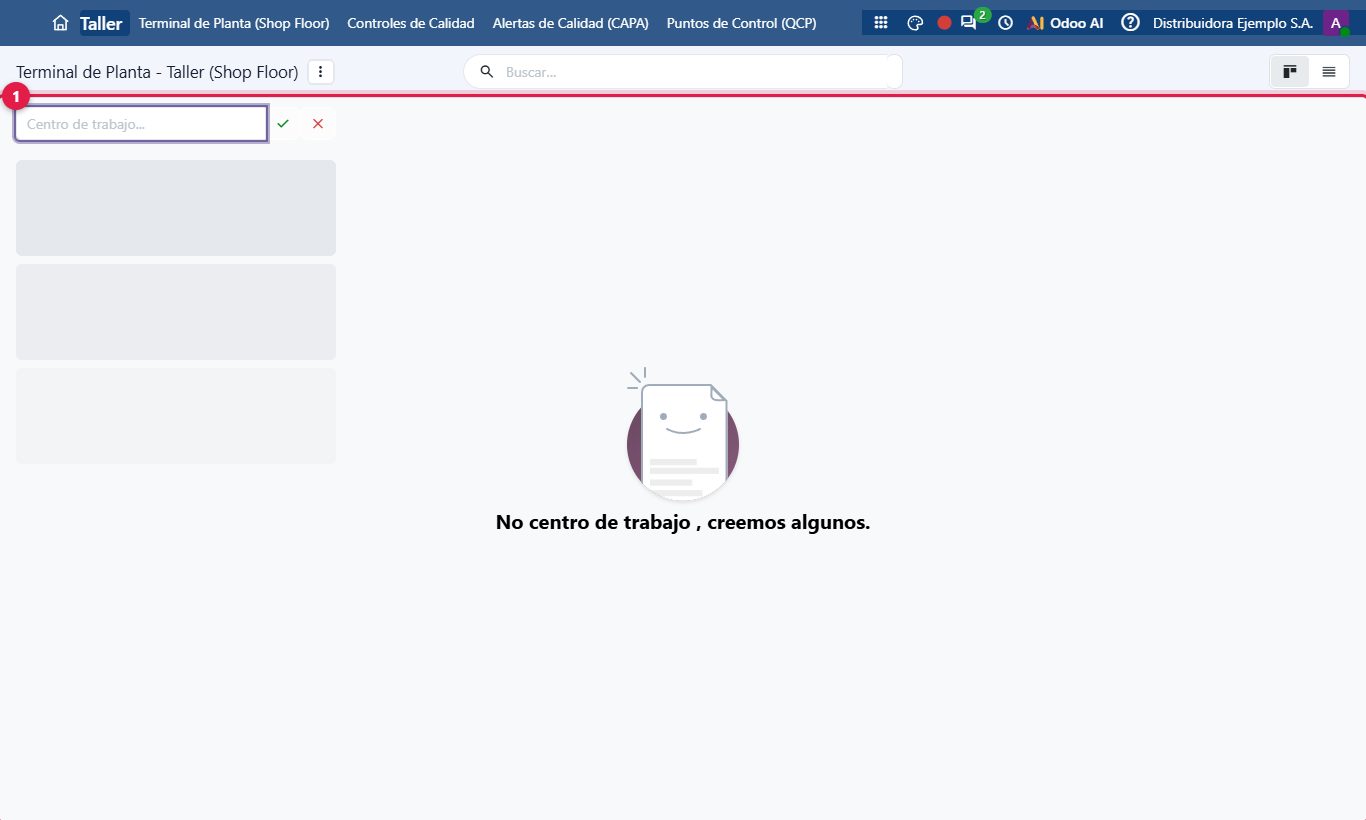 Taller Terminal de Planta (Shop Floor) Controles de Calidad Alertas de Calidad (CAPA) Puntos de Control (QCP) 2 Odoo AI Distribuidora Ejemplo S.A. A
Terminal de Planta - Taller (Shop Floor) Buscar...
1
Centro de trabajo...
No centro de trabajo , creemos algunos.